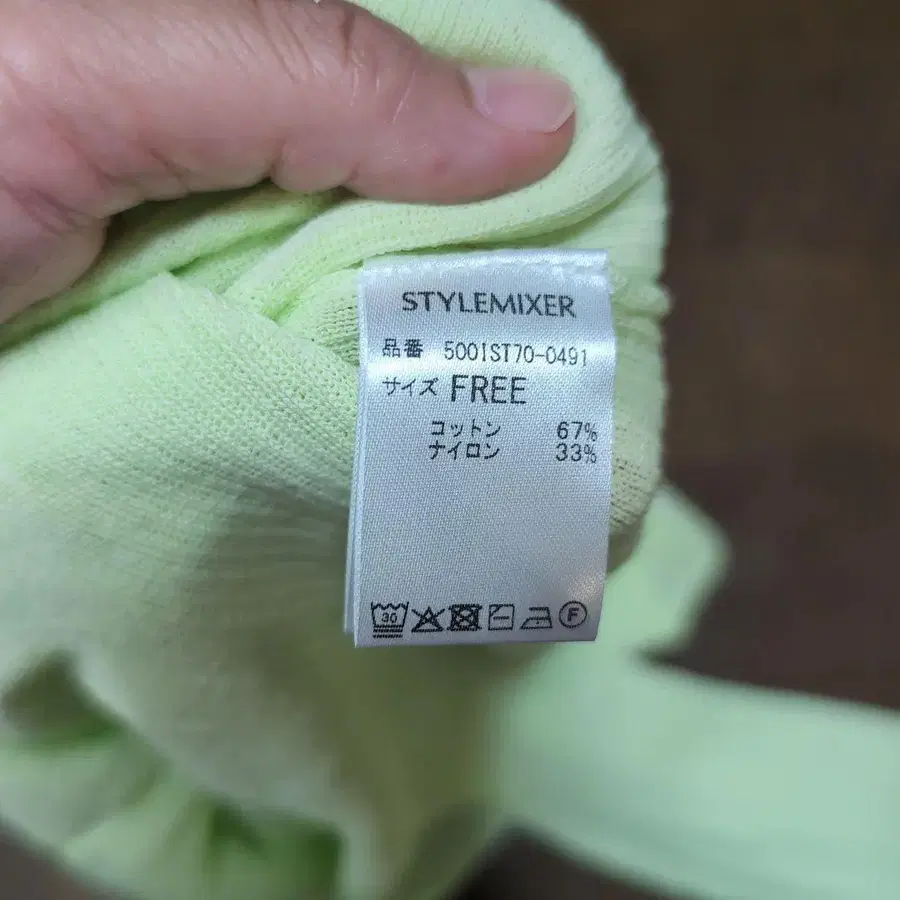 STYLEMIXER
品番 5001ST70-0491
サイズ FREE
コットン 67%
ナイロン 33%
30 F